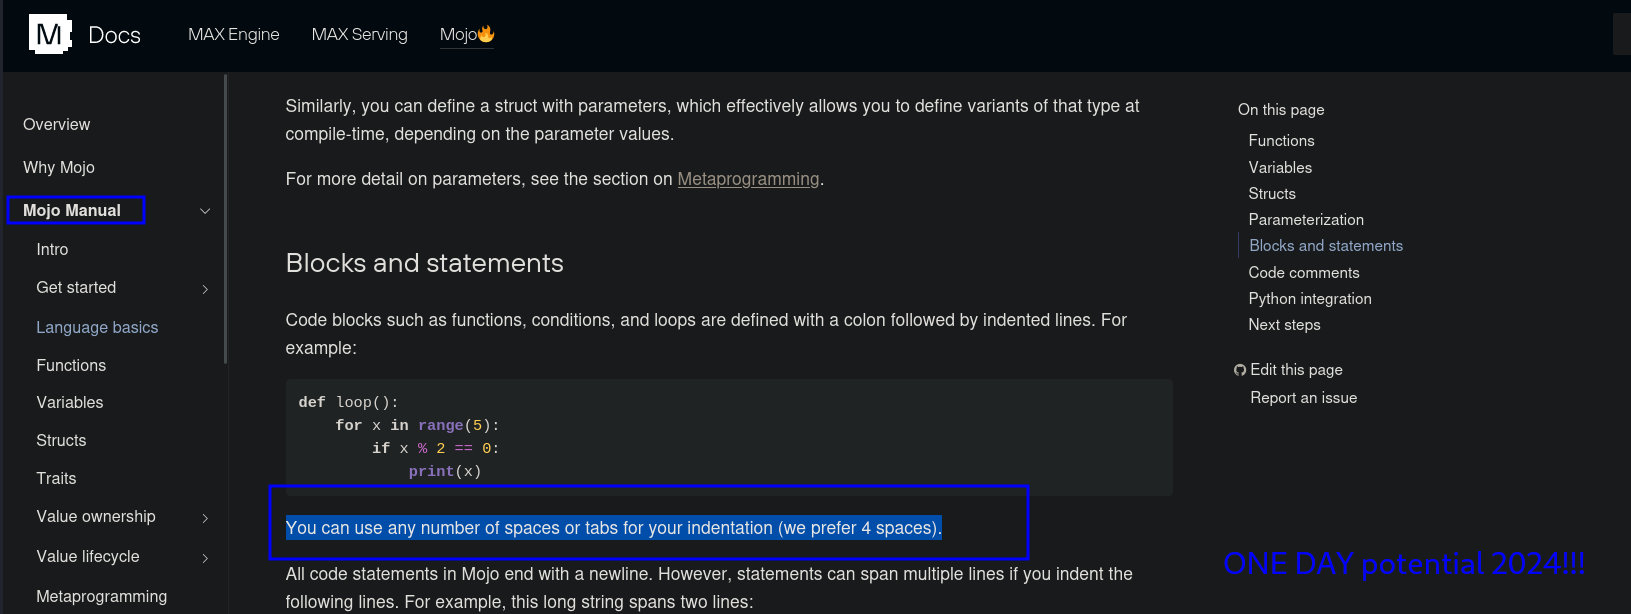 M Docs MAX Engine MAX Serving Mojo🔥
Overview
Why Mojo
Mojo Manual
Intro
Get started
Language basics
Functions
Variables
Structs
Traits
Value ownership
Value lifecycle
Metaprogramming
Similarly, you can define a struct with parameters, which effectively allows you to define variants of that type at
compile-time, depending on the parameter values.
For more detail on parameters, see the section on Metaprogramming.
Blocks and statements
Code blocks such as functions, conditions, and loops are defined with a colon followed by indented lines. For
example:
def loop():
    for x in range(5):
        if x % 2 == 0:
            print(x)
You can use any number of spaces or tabs for your indentation (we prefer 4 spaces).
All code statements in Mojo end with a newline. However, statements can span multiple lines if you indent the
following lines. For example, this long string spans two lines:
On this page
Functions
Variables
Structs
Parameterization
Blocks and statements
Code comments
Python integration
Next steps
Edit this page
Report an issue
ONE DAY potential 2024!!!